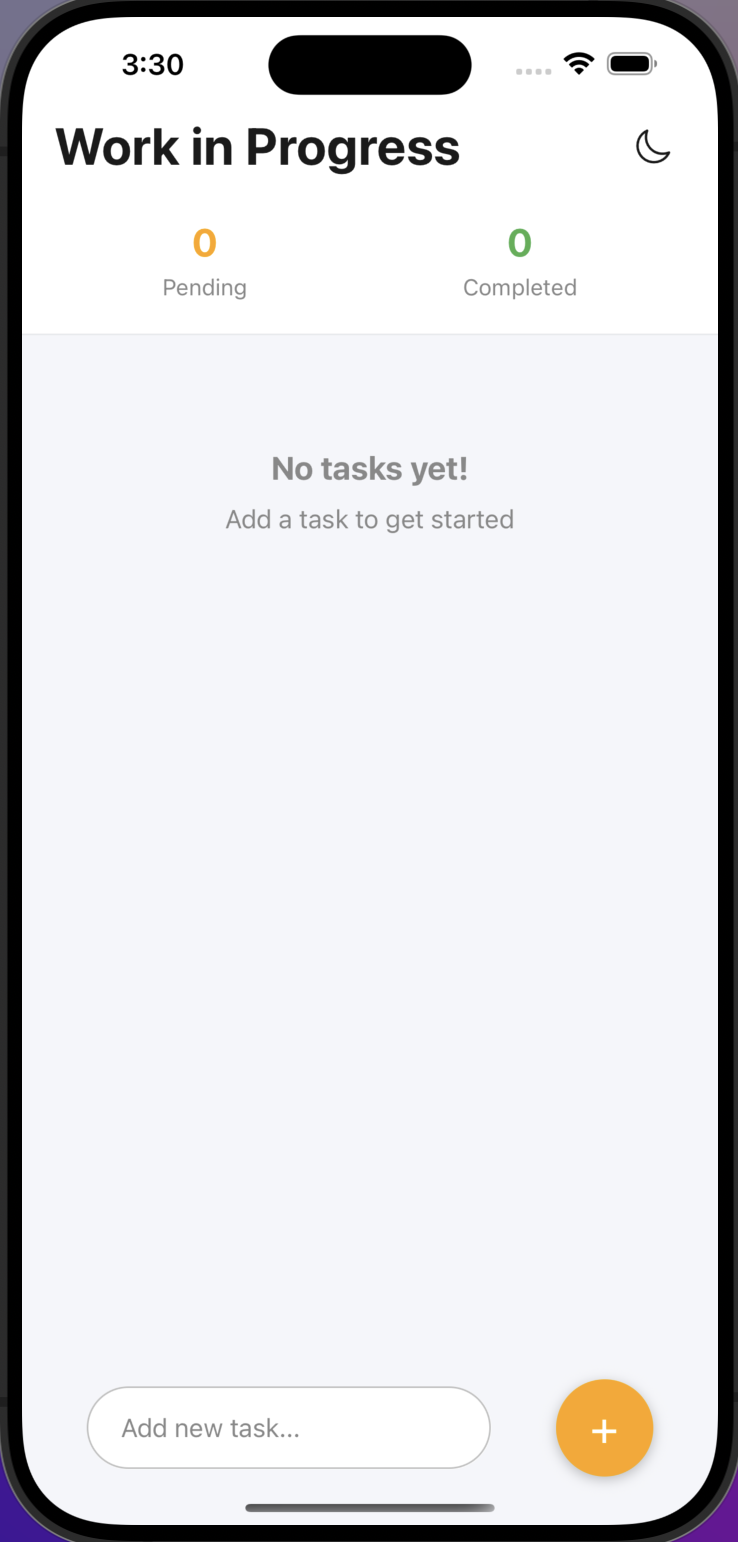 3:30
Work in Progress
0 0
Pending Completed
No tasks yet!
Add a task to get started
Add new task...
+